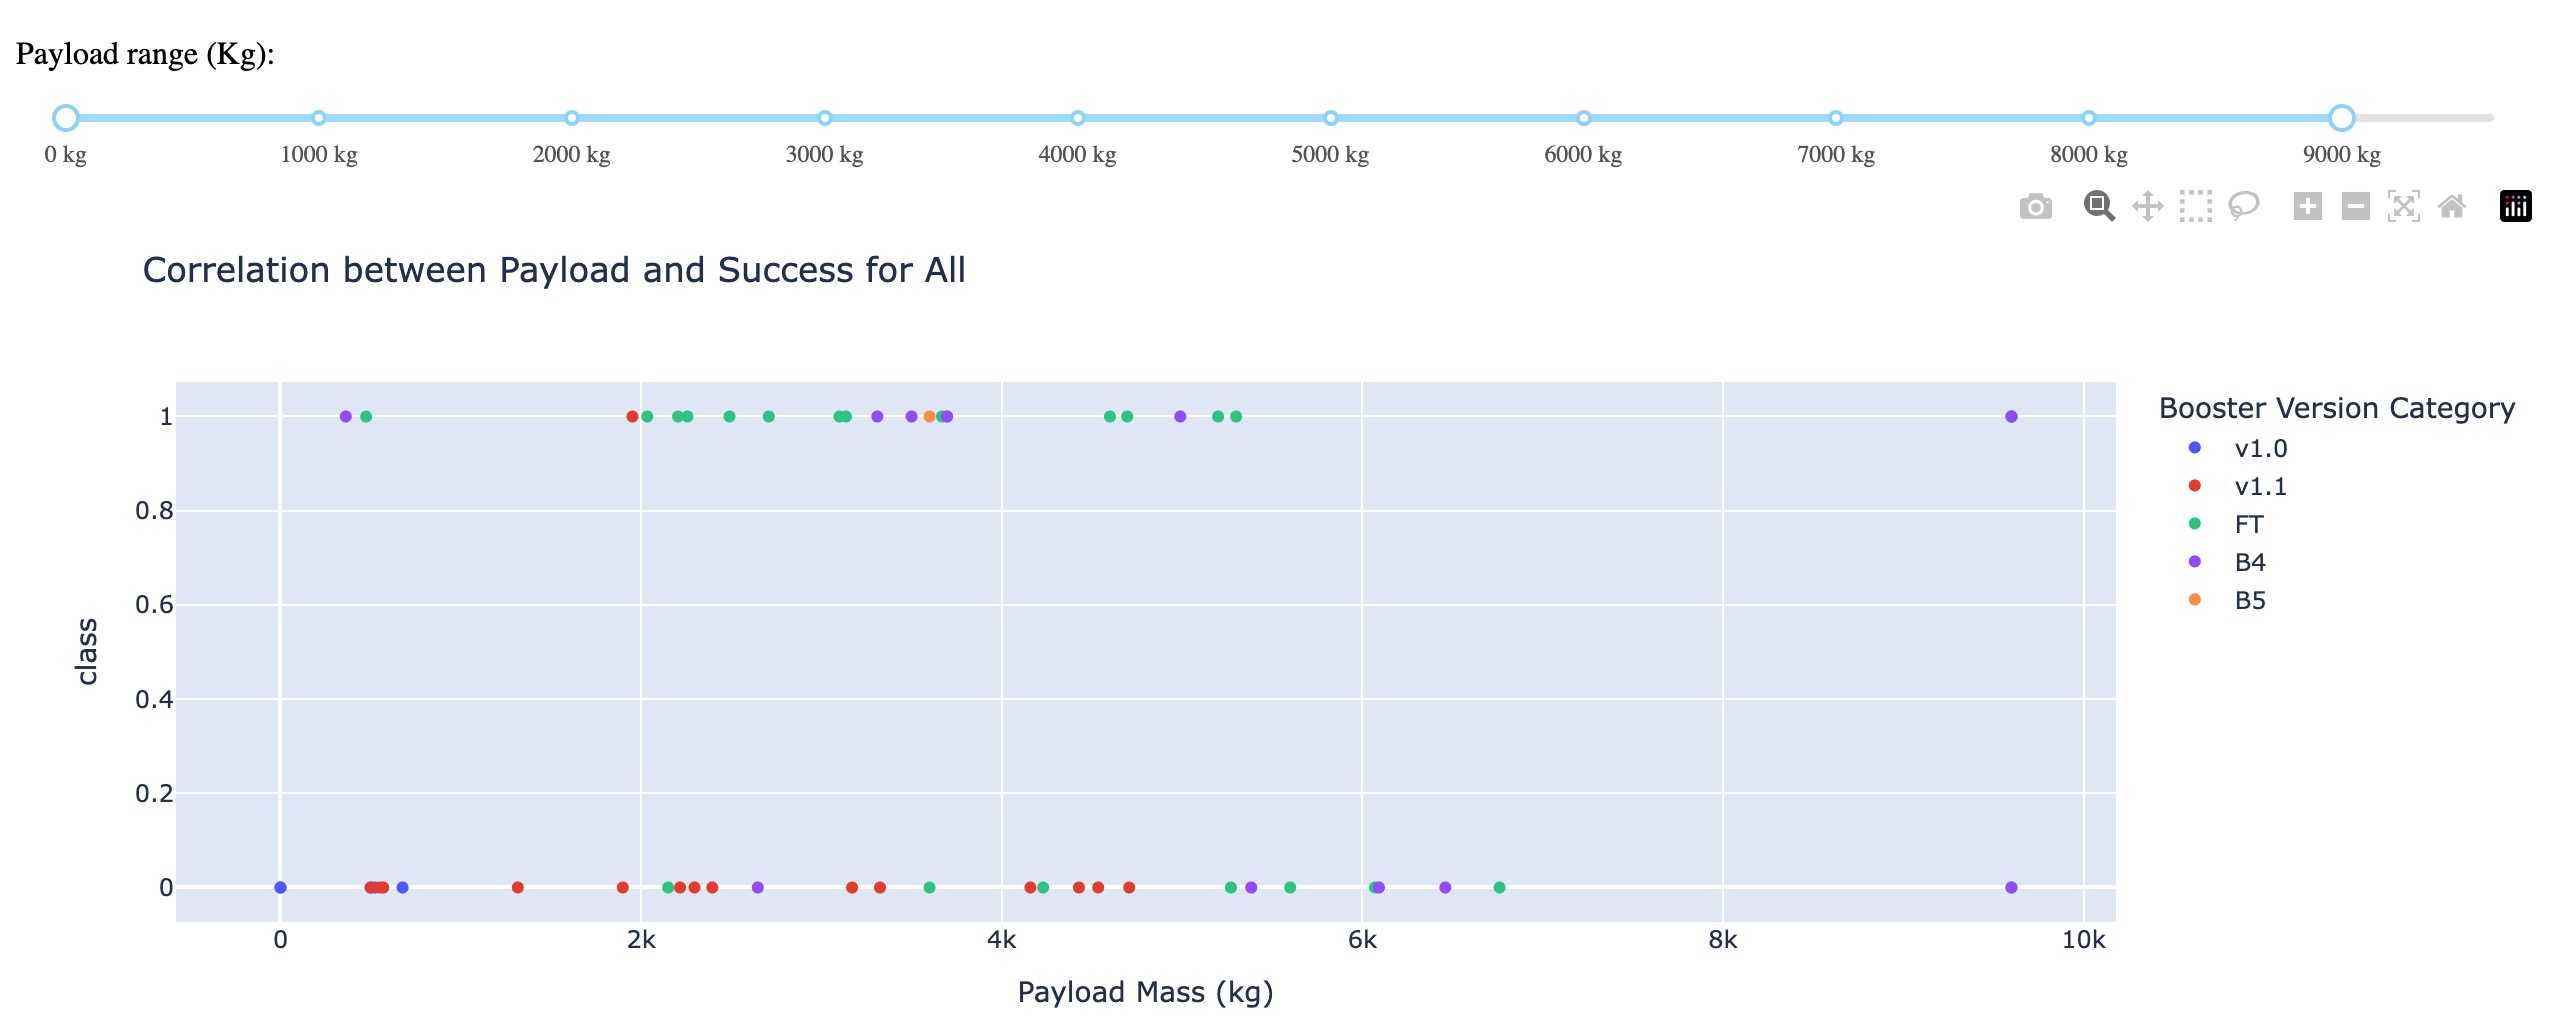 Payload range (Kg):
0 kg 1000 kg 2000 kg 3000 kg 4000 kg 5000 kg 6000 kg 7000 kg 8000 kg 9000 kg
Correlation between Payload and Success for All
Booster Version Category
v1.0
v1.1
FT
B4
B5
1
0.8
0.6
0.4
0.2
0
class
0 2k 4k 6k 8k 10k
Payload Mass (kg)